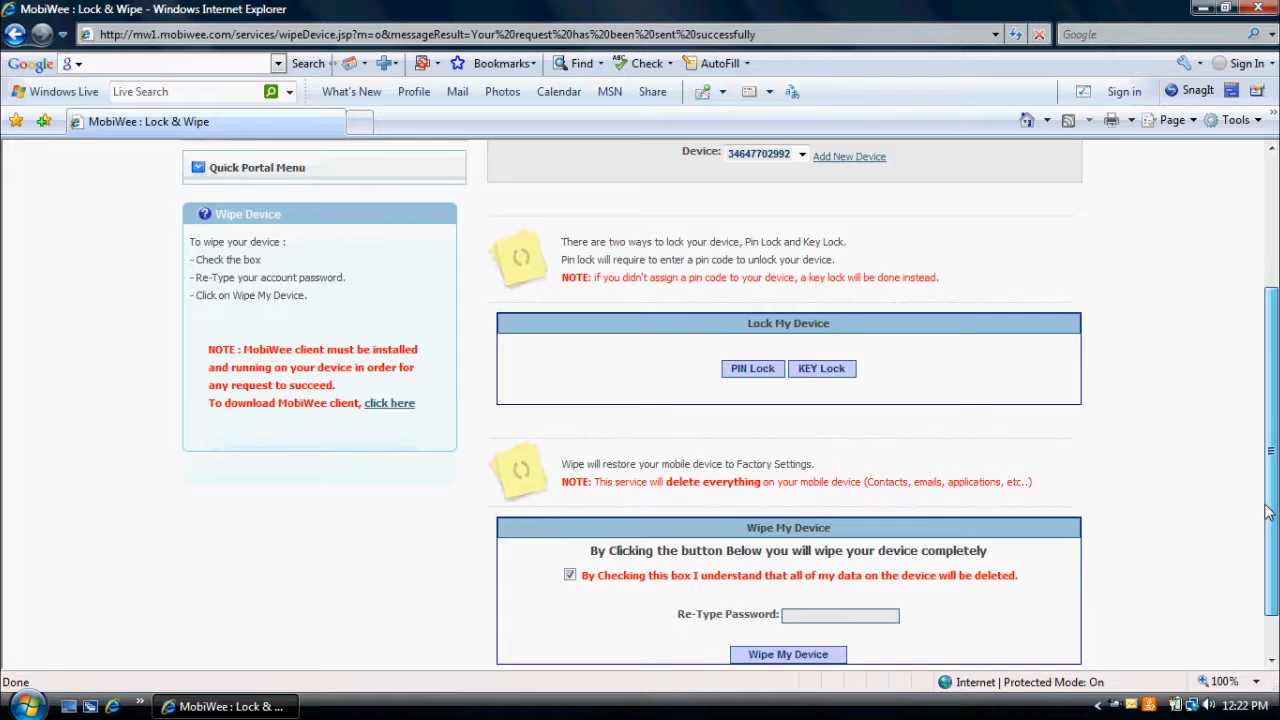 MobiWee : Lock & Wipe - Windows Internet Explorer
http://mw1.mobiwee.com/services/wipeDevice.jsp?m=o&messageResult=Your%20request%20has%20been%20sent%20successfully
Google
Google Search Bookmarks Find Check AutoFill Sign In
Windows Live Live Search What's New Profile Mail Photos Calendar MSN Share Sign in SnagIt
MobiWee : Lock & Wipe Page Tools
Device: 34647702992 Add New Device
Quick Portal Menu
Wipe Device
To wipe your device :
- Check the box
- Re-Type your account password.
- Click on Wipe My Device.
NOTE : MobiWee client must be installed
and running on your device in order for
any request to succeed.
To download MobiWee client, click here
There are two ways to lock your device, Pin Lock and Key Lock.
Pin lock will require to enter a pin code to unlock your device.
NOTE: if you didn't assign a pin code to your device, a key lock will be done instead.
Lock My Device
PIN Lock KEY Lock
Wipe will restore your mobile device to Factory Settings.
NOTE: This service will delete everything on your mobile device (Contacts, emails, applications, etc..)
Wipe My Device
By Clicking the button Below you will wipe your device completely
By Checking this box I understand that all of my data on the device will be deleted.
Re-Type Password:
Wipe My Device
Done Internet | Protected Mode: On 100%
MobiWee : Lock & ... 12:22 PM